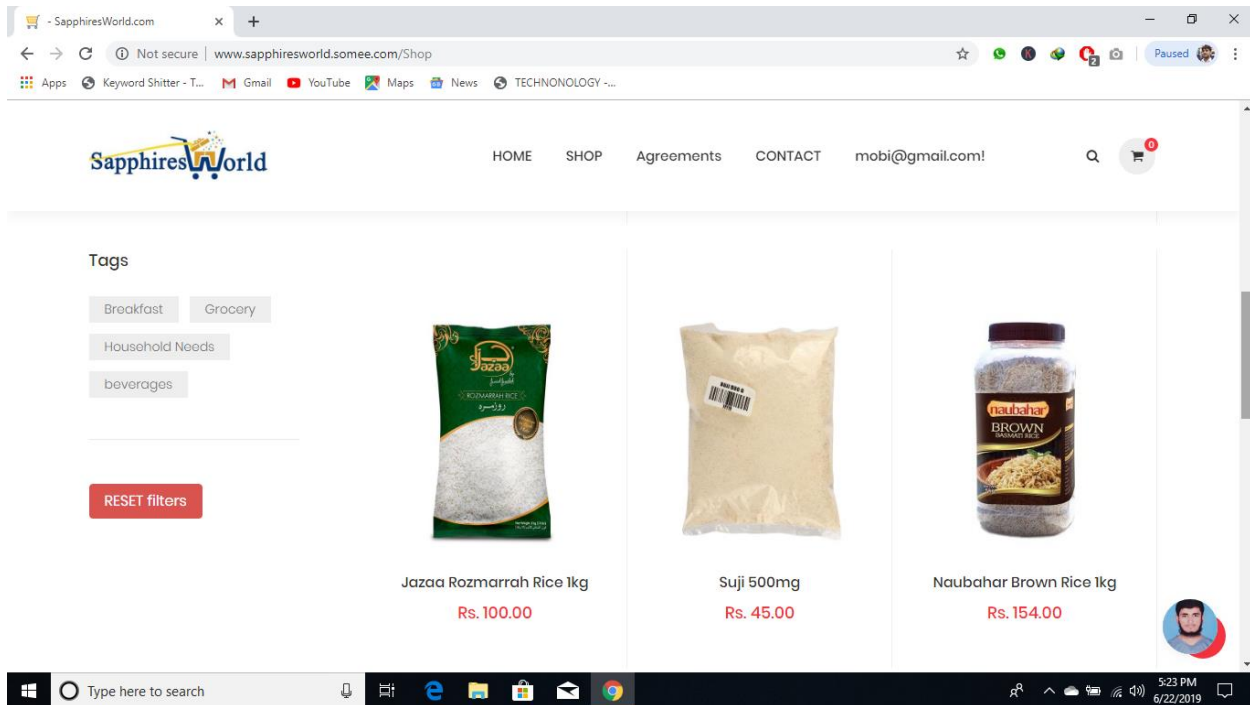 - SapphiresWorld.com
Not secure | www.sapphiresworld.somee.com/Shop
Paused
2
Apps Keyword Shitter - T... Gmail YouTube Maps News TECHNONOLOGY -...
SapphiresWorld
HOME SHOP Agreements CONTACT mobi@gmail.com! 0
Tags
Breakfast Grocery
Household Needs
beverages
RESET filters
جزاء
Jazaa
ROZMARRAH RICE
روزمرہ
naubahar
BROWN
BASMATI RICE
Jazaa Rozmarrah Rice 1kg
Rs. 100.00
Suji 500mg
Rs. 45.00
Naubahar Brown Rice 1kg
Rs. 154.00
Type here to search
5:23 PM
6/22/2019